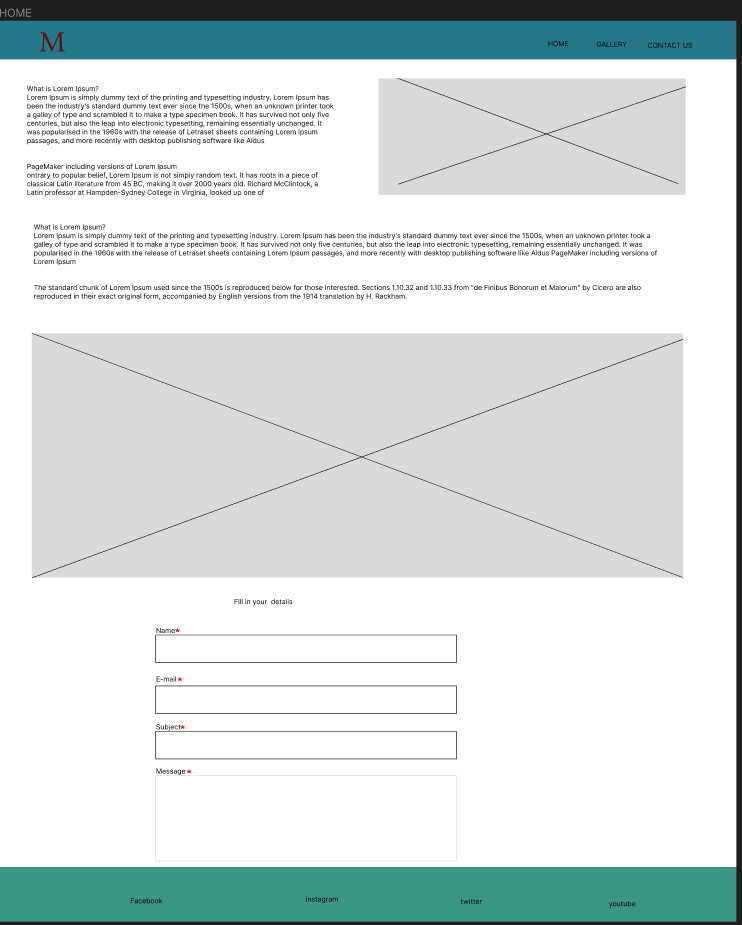 HOME
M
HOME GALLERY CONTACT US
What is Lorem Ipsum?
Lorem Ipsum is simply dummy text of the printing and typesetting industry. Lorem Ipsum has
been the industry's standard dummy text ever since the 1500s, when an unknown printer took
a galley of type and scrambled it to make a type specimen book. It has survived not only five
centuries, but also the leap into electronic typesetting, remaining essentially unchanged. It
was popularised in the 1960s with the release of Letraset sheets containing Lorem Ipsum
passages, and more recently with desktop publishing software like Aldus
PageMaker including versions of Lorem Ipsum
ontrary to popular belief, Lorem Ipsum is not simply random text. It has roots in a piece of
classical Latin literature from 45 BC, making it over 2000 years old. Richard McClintock, a
Latin professor at Hampden-Sydney College in Virginia, looked up one of
What is Lorem Ipsum?
Lorem Ipsum is simply dummy text of the printing and typesetting industry. Lorem Ipsum has been the industry's standard dummy text ever since the 1500s, when an unknown printer took a
galley of type and scrambled it to make a type specimen book. It has survived not only five centuries, but also the leap into electronic typesetting, remaining essentially unchanged. It was
popularised in the 1960s with the release of Letraset sheets containing Lorem Ipsum passages, and more recently with desktop publishing software like Aldus PageMaker including versions of
Lorem Ipsum
The standard chunk of Lorem Ipsum used since the 1500s is reproduced below for those interested. Sections 1.10.32 and 1.10.33 from "de Finibus Bonorum et Malorum" by Cicero are also
reproduced in their exact original form, accompanied by English versions from the 1914 translation by H. Rackham.
Fill in your detalis
Name★
E-mail★
Subject★
Message★
Facebook instagram twitter youtube